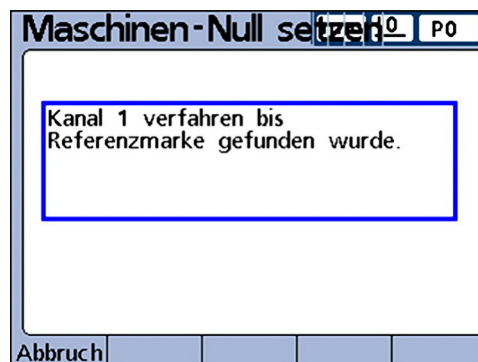 Maschinen-Null setzen P0
Kanal 1 verfahren bis
Referenzmarke gefunden wurde.
Abbruch